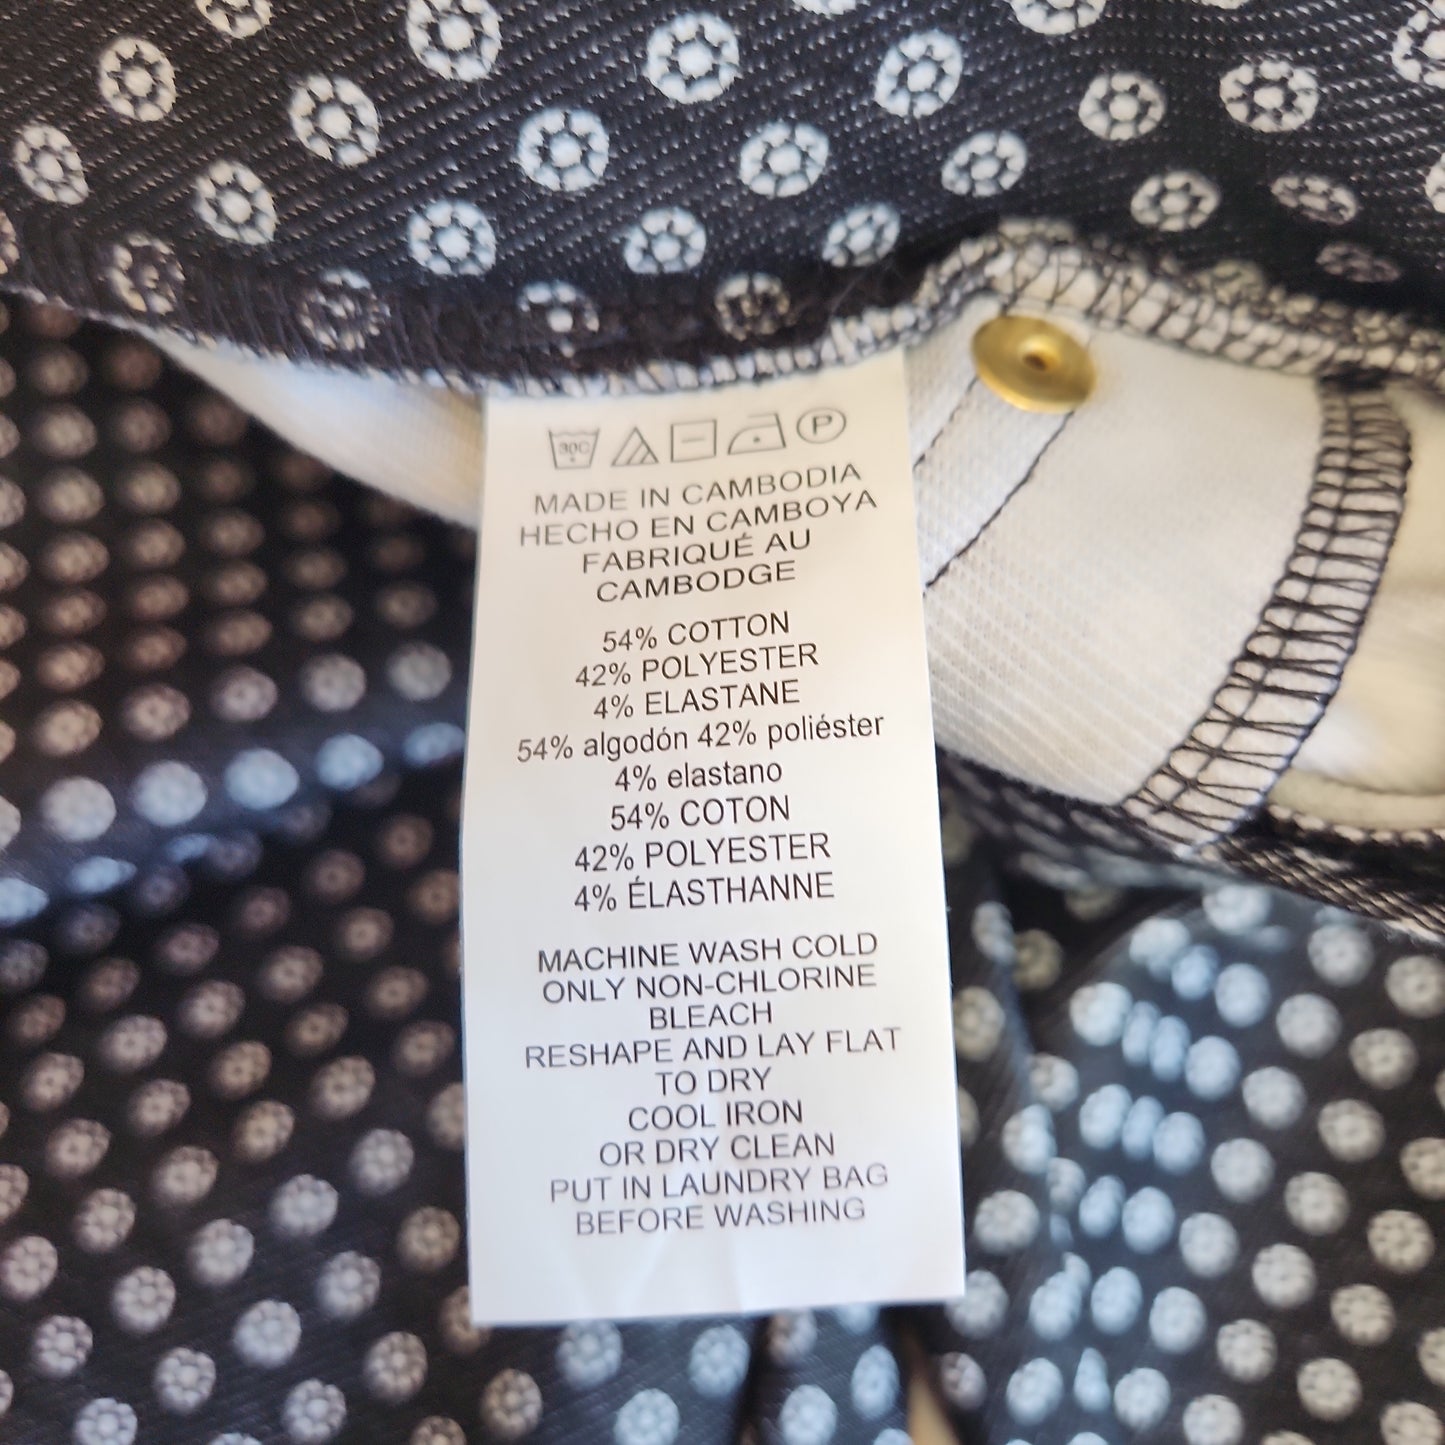 30C P
MADE IN CAMBODIA
HECHO EN CAMBOYA
FABRIQUÉ AU
CAMBODGE
54% COTTON
42% POLYESTER
4% ELASTANE
54% algodón 42% poliéster
4% elastano
54% COTON
42% POLYESTER
4% ÉLASTHANNE
MACHINE WASH COLD
ONLY NON-CHLORINE
BLEACH
RESHAPE AND LAY FLAT
TO DRY
COOL IRON
OR DRY CLEAN
PUT IN LAUNDRY BAG
BEFORE WASHING